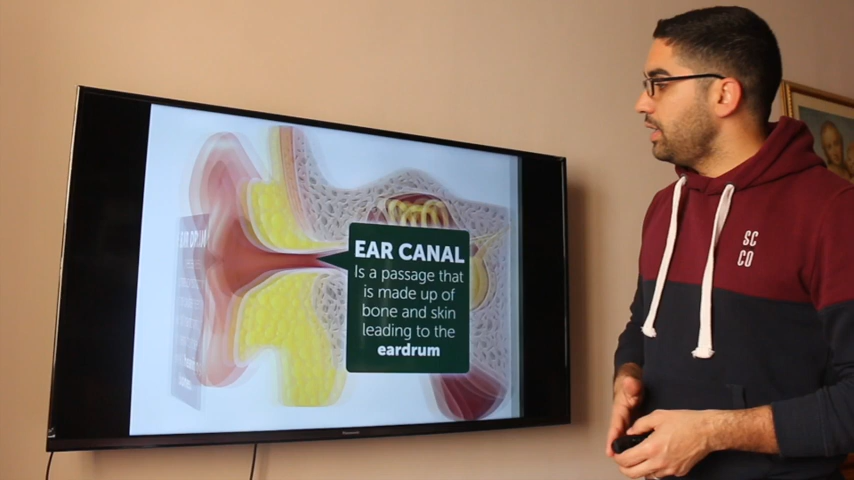 EAR DRUM
EAR CANAL
Is a passage that
is made up of
bone and skin
leading to the
eardrum
SC
CO
Panasonic